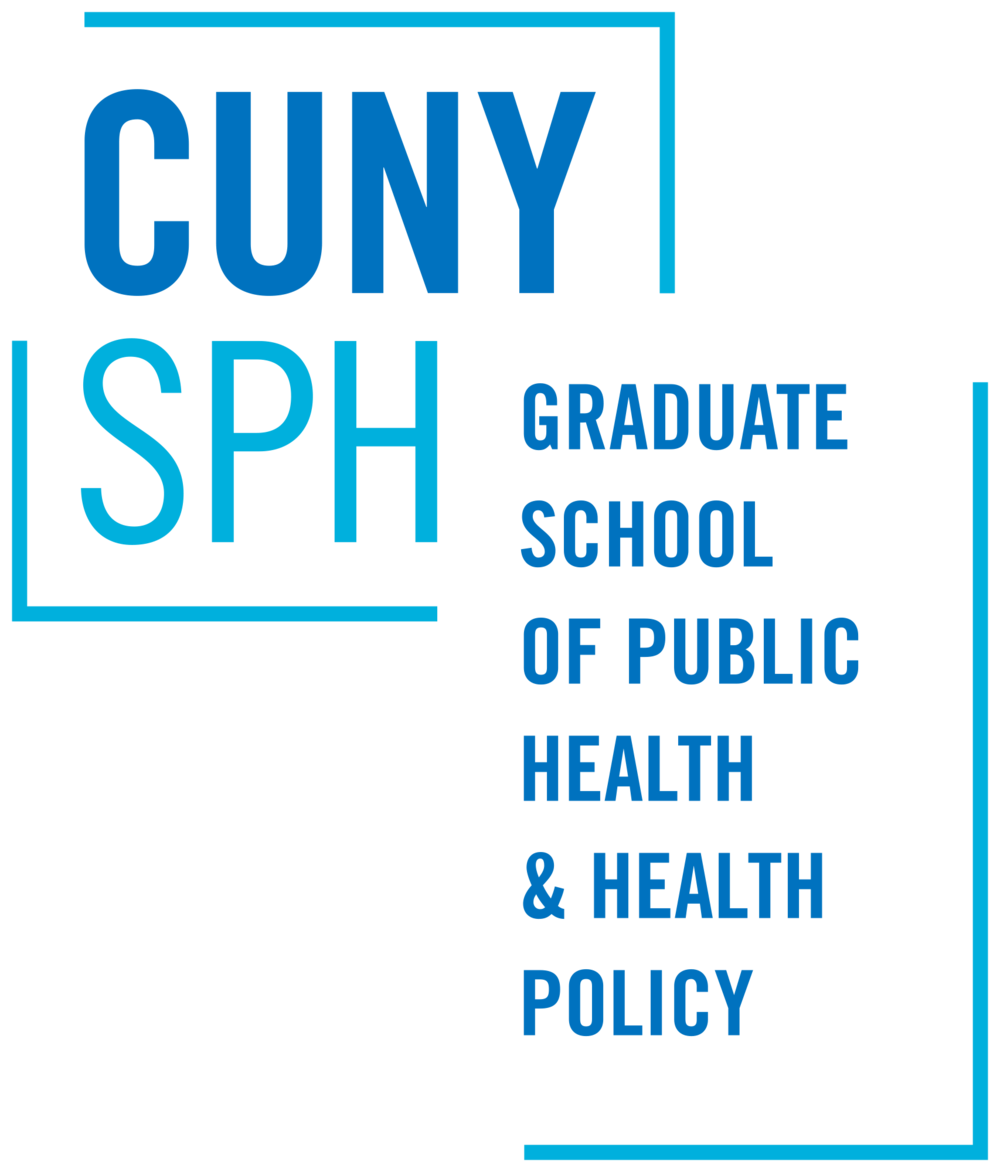 CUNY
SPH
GRADUATE
SCHOOL
OF PUBLIC
HEALTH
& HEALTH
POLICY